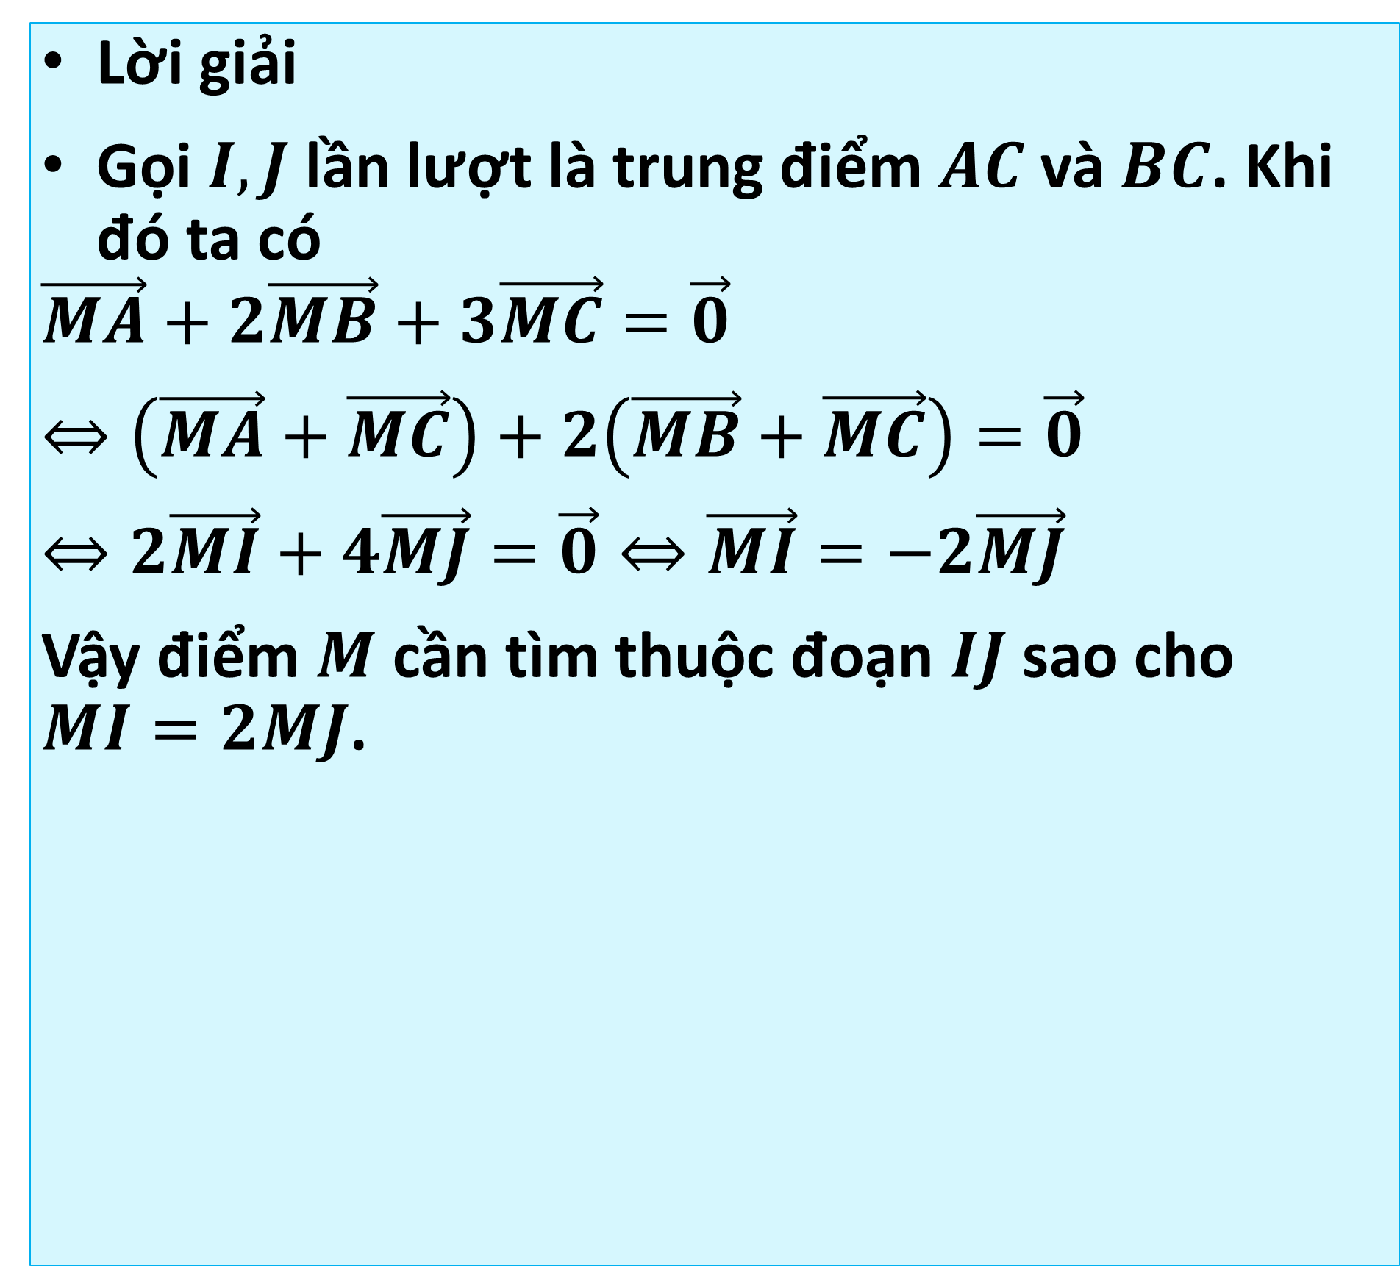 • Lời giải
• Gọi 𝑰, 𝑱 lần lượt là trung điểm 𝑨𝑪 và 𝑩𝑪. Khi
đó ta có
$\overrightarrow{MA} + 2\overrightarrow{MB} + 3\overrightarrow{MC} = \overrightarrow{0}$
$\Leftrightarrow (\overrightarrow{MA} + \overrightarrow{MC}) + 2(\overrightarrow{MB} + \overrightarrow{MC}) = \overrightarrow{0}$
$\Leftrightarrow 2\overrightarrow{MI} + 4\overrightarrow{MJ} = \overrightarrow{0} \Leftrightarrow \overrightarrow{MI} = -2\overrightarrow{MJ}$
Vậy điểm 𝑴 cần tìm thuộc đoạn 𝑰𝑱 sao cho
𝑴𝑰 = 𝟐𝑴𝑱.